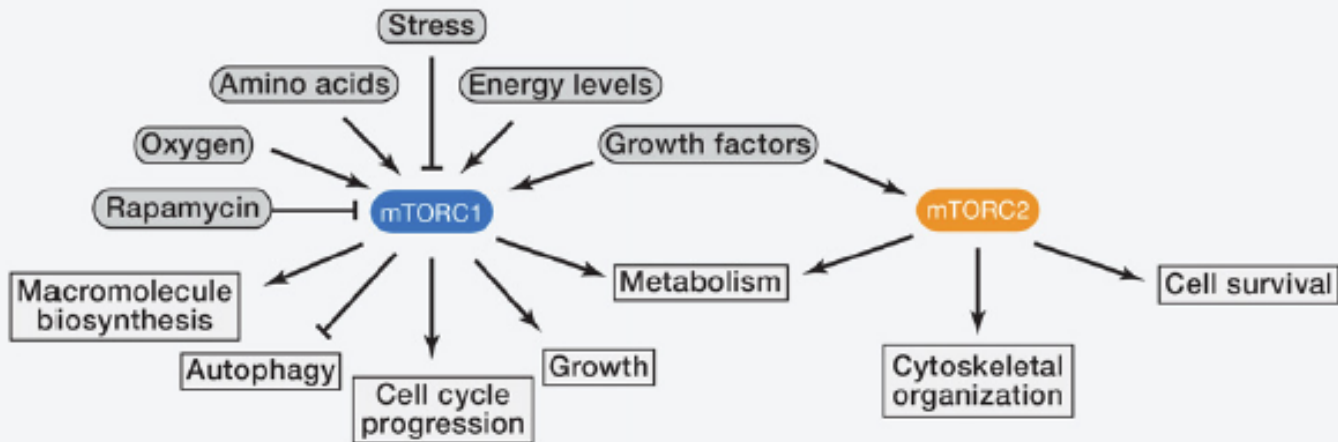 Stress
Amino acids
Energy levels
Oxygen
Growth factors
Rapamycin
mTORC1
mTORC2
Macromolecule
biosynthesis
Metabolism
Cell survival
Autophagy
Growth
Cell cycle
progression
Cytoskeletal
organization